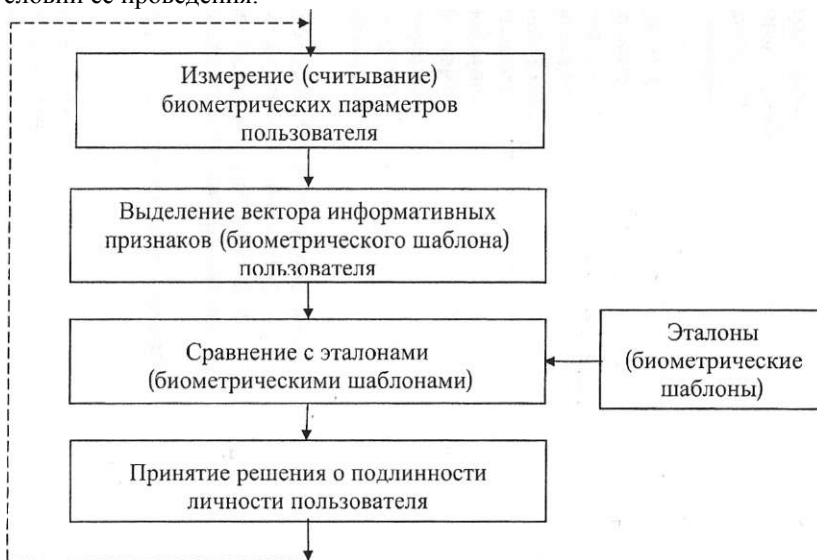 словий ее проведения.
Измерение (считывание)
биометрических параметров
пользователя
Выделение вектора информативных
признаков (биометрического шаблона)
пользователя
Сравнение с эталонами
(биометрическими шаблонами)
Эталоны
(биометрические
шаблоны)
Принятие решения о подлинности
личности пользователя